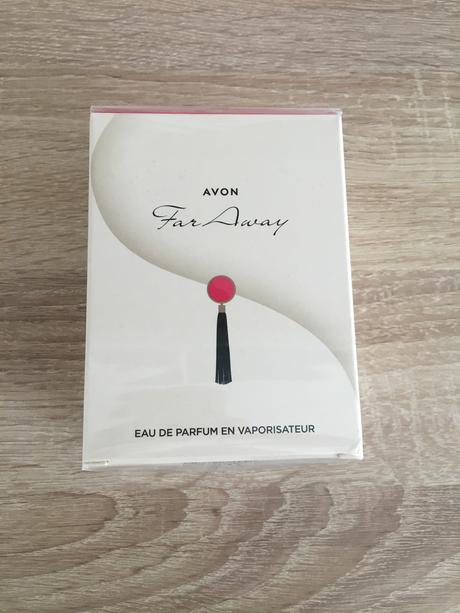 AVON
Far Away
EAU DE PARFUM EN VAPORISATEUR